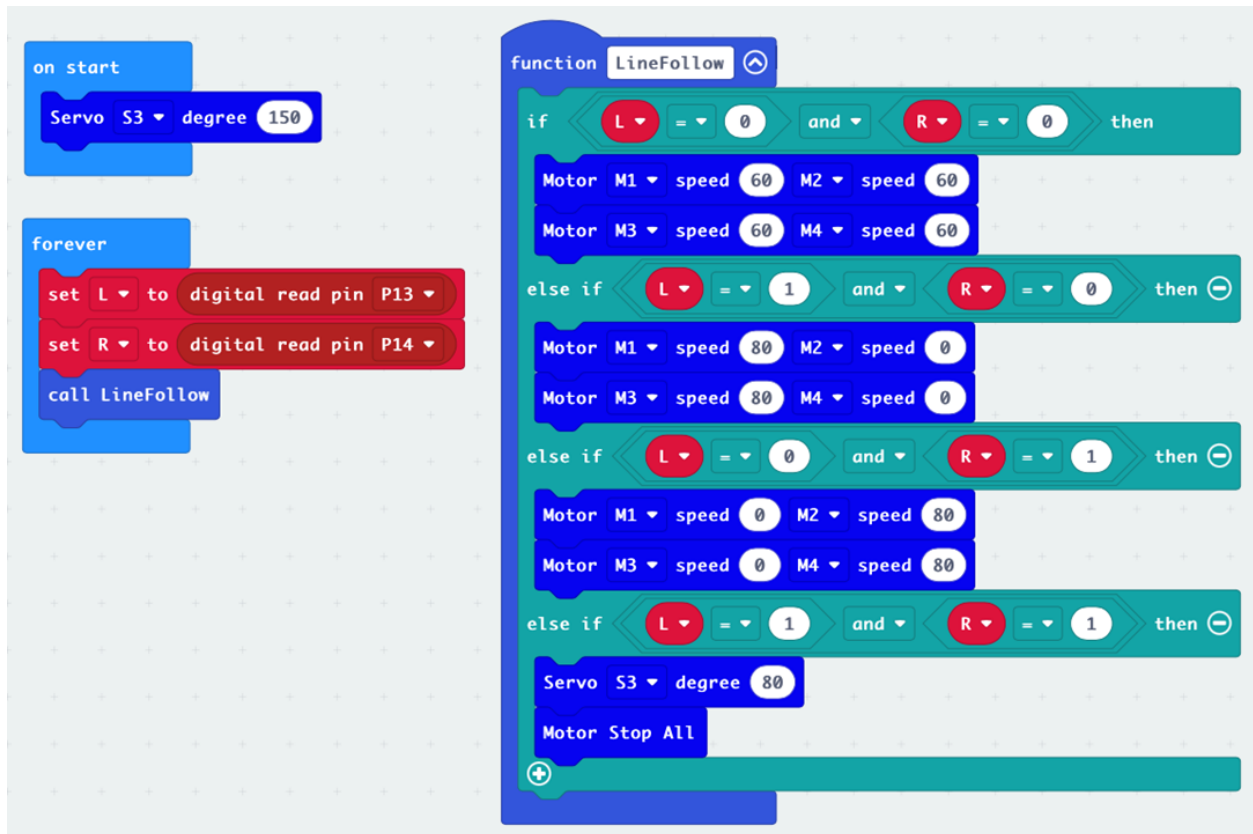 on start
Servo S3 degree 150
forever
set L to digital read pin P13
set R to digital read pin P14
call LineFollow
function LineFollow
if L = 0 and R = 0 then
Motor M1 speed 60 M2 speed 60
Motor M3 speed 60 M4 speed 60
else if L = 1 and R = 0 then
Motor M1 speed 80 M2 speed 0
Motor M3 speed 80 M4 speed 0
else if L = 0 and R = 1 then
Motor M1 speed 0 M2 speed 80
Motor M3 speed 0 M4 speed 80
else if L = 1 and R = 1 then
Servo S3 degree 80
Motor Stop All